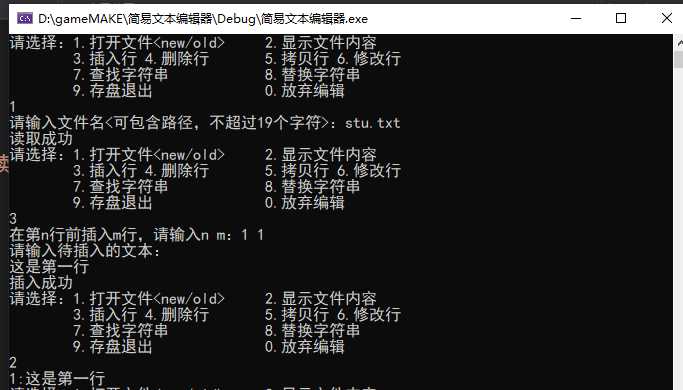 D:\gameMAKE\简易文本编辑器\Debug\简易文本编辑器.exe
请选择：1.打开文件<new/old> 2.显示文件内容
3.插入行 4.删除行 5.拷贝行 6.修改行
7.查找字符串 8.替换字符串
9.存盘退出 0.放弃编辑
1
请输入文件名<可包含路径，不超过19个字符>：stu.txt
读取成功
请选择：1.打开文件<new/old> 2.显示文件内容
3.插入行 4.删除行 5.拷贝行 6.修改行
7.查找字符串 8.替换字符串
9.存盘退出 0.放弃编辑
3
在第n行前插入m行，请输入n m：1 1
请输入待插入的文本：
这是第一行
插入成功
请选择：1.打开文件<new/old> 2.显示文件内容
3.插入行 4.删除行 5.拷贝行 6.修改行
7.查找字符串 8.替换字符串
9.存盘退出 0.放弃编辑
2
1:这是第一行